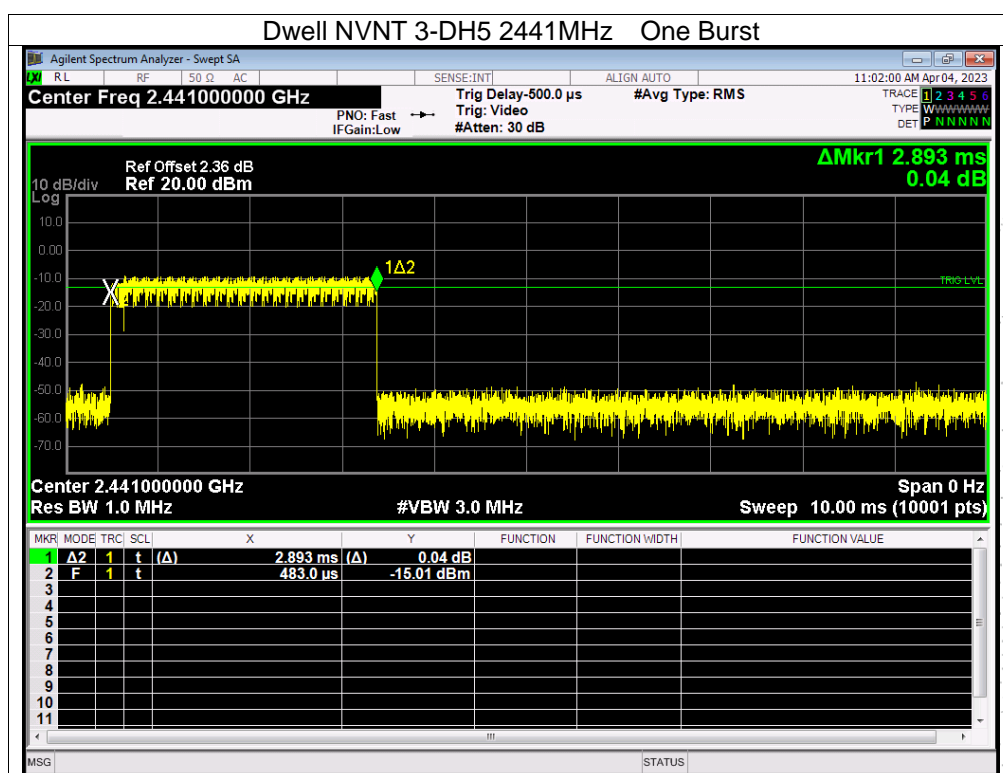 Dwell NVNT 3-DH5 2441MHz One Burst
Agilent Spectrum Analyzer - Swept SA
LXI RL RF 50 Ω AC SENSE:INT ALIGN AUTO 11:02:00 AM Apr 04, 2023
Center Freq 2.441000000 GHz Trig Delay-500.0 µs #Avg Type: RMS TRACE 1 2 3 4 5 6
PNO: Fast Trig: Video TYPE WWWWWW
IFGain:Low #Atten: 30 dB DET P N N N N N
ΔMkr1 2.893 ms
Ref Offset 2.36 dB
10 dB/div Ref 20.00 dBm 0.04 dB
Log
10.0
0.00
1Δ2
-10.0
TRIG LVL
-20.0
-30.0
-40.0
-50.0
-60.0
-70.0
Center 2.441000000 GHz Span 0 Hz
Res BW 1.0 MHz #VBW 3.0 MHz Sweep 10.00 ms (10001 pts)
MKR MODE TRC SCL X Y FUNCTION FUNCTION WIDTH FUNCTION VALUE
1 Δ2 1 t (Δ) 2.893 ms (Δ) 0.04 dB
2 F 1 t 483.0 µs -15.01 dBm
3
4
5
6
7
8
9
10
11
MSG STATUS